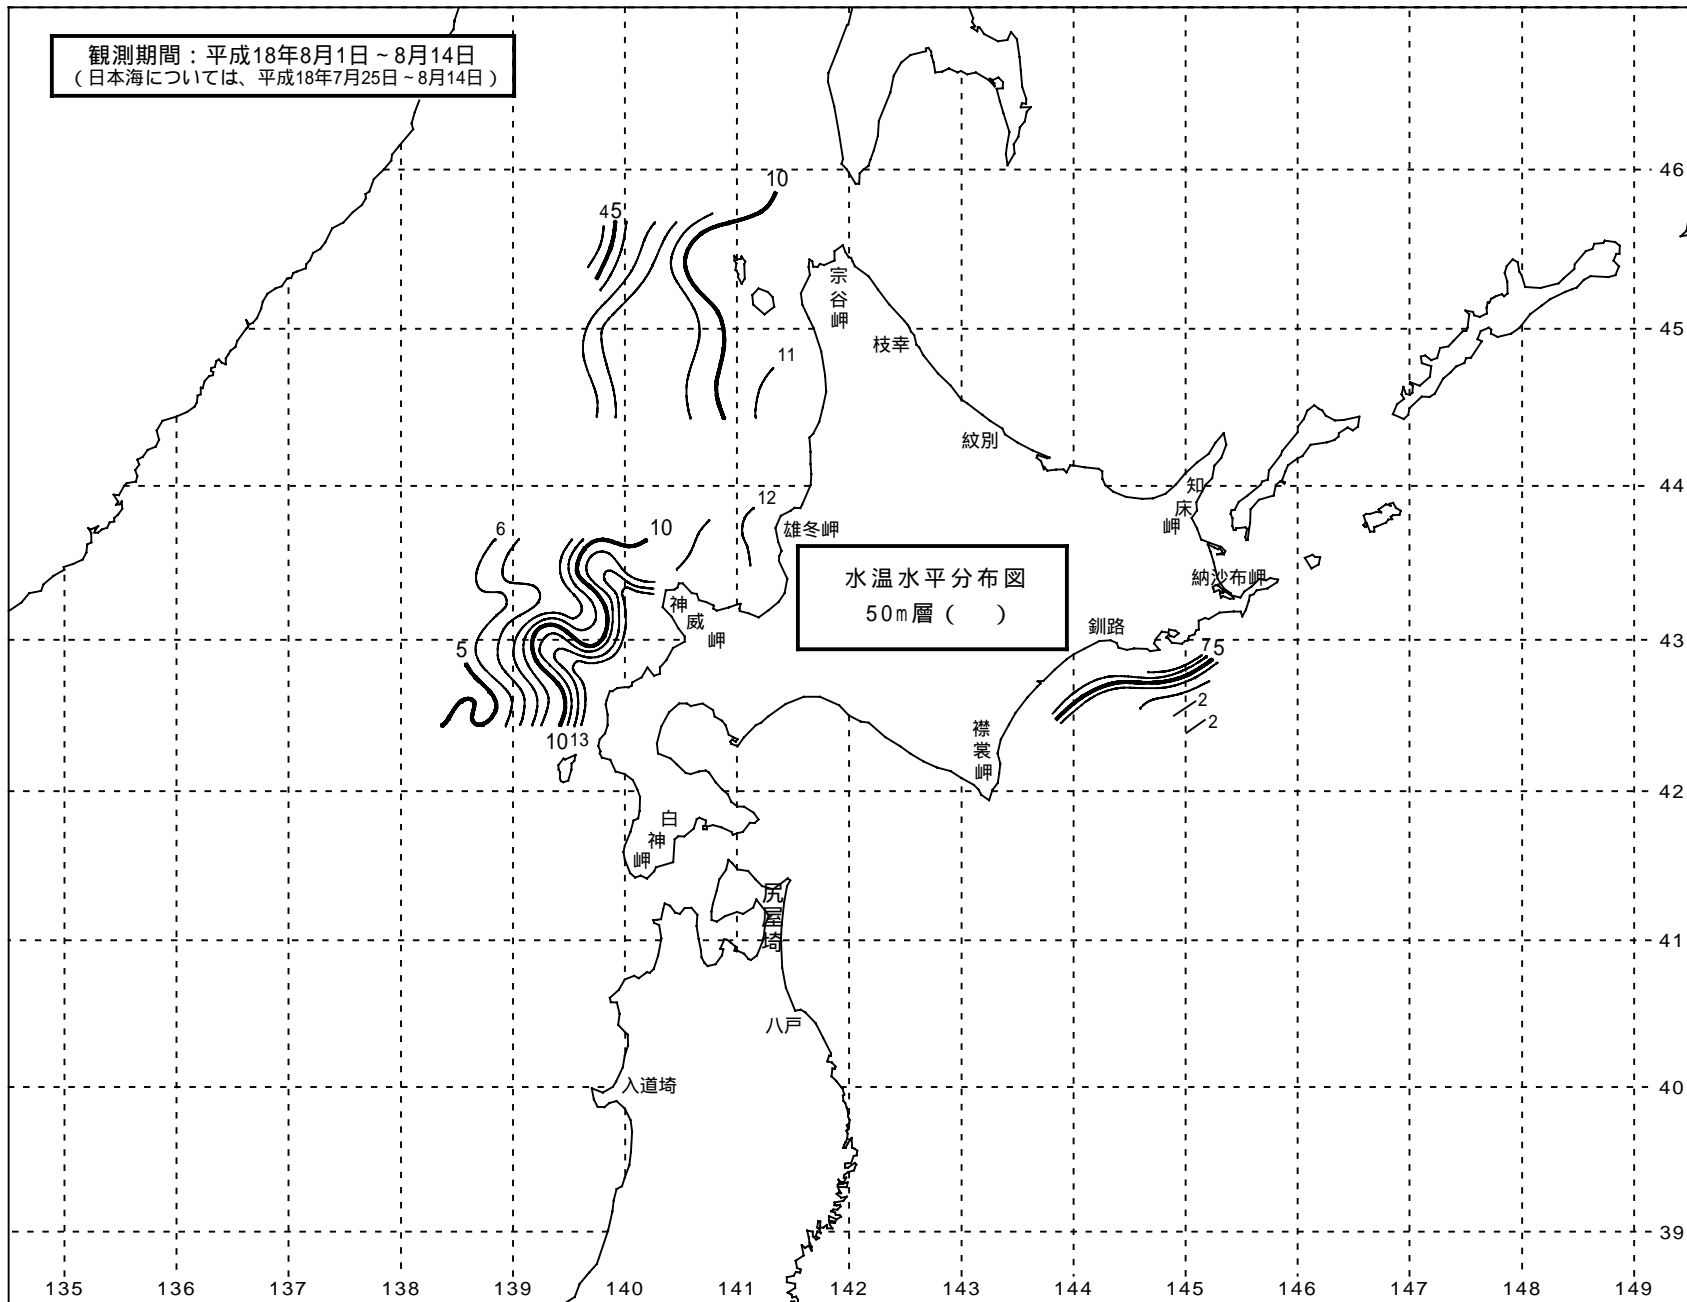 観測期間：平成18年8月1日~8月14日
（日本海については、平成18年7月25日~8月14日）
46
10
45
宗谷岬
45
枝幸
11
紋別
44
知床岬
12
雄冬岬
6
10
水温水平分布図
50m層（　）
納沙布岬
神威岬
釧路
43
5
75
2
2
襟裳岬
1013
42
白神岬
尻屋埼
41
八戸
入道埼
40
39
135 136 137 138 139 140 141 142 143 144 145 146 147 148 149